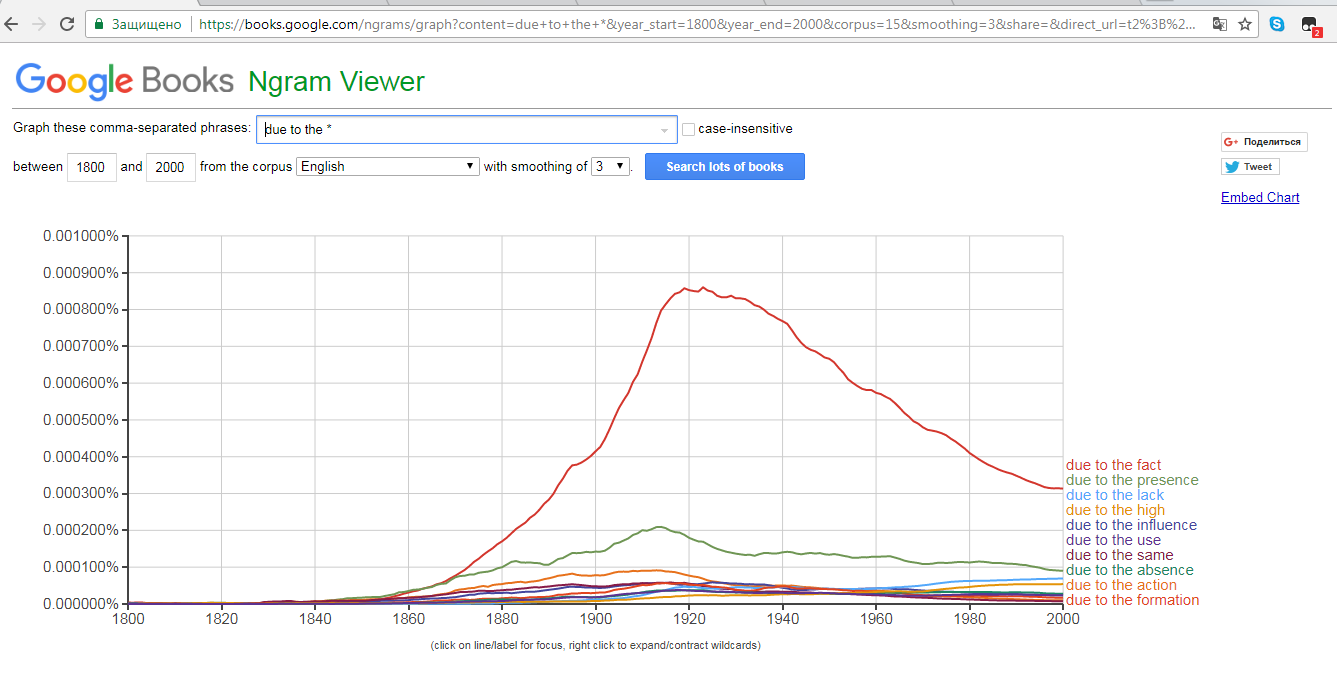 Защищено https://books.google.com/ngrams/graph?content=due+to+the+*&year_start=1800&year_end=2000&corpus=15&smoothing=3&share=&direct_url=t2%3B%2... 2
Google Books Ngram Viewer
Graph these comma-separated phrases: due to the * case-insensitive
G+ Поделиться
between 1800 and 2000 from the corpus English with smoothing of 3 . Search lots of books
Tweet
Embed Chart
0.001000%
0.000900%
0.000800%
0.000700%
0.000600%
0.000500%
0.000400%
0.000300%
0.000200%
0.000100%
0.000000%
due to the fact
due to the presence
due to the lack
due to the high
due to the influence
due to the use
due to the same
due to the absence
due to the action
due to the formation
1800 1820 1840 1860 1880 1900 1920 1940 1960 1980 2000
(click on line/label for focus, right click to expand/contract wildcards)